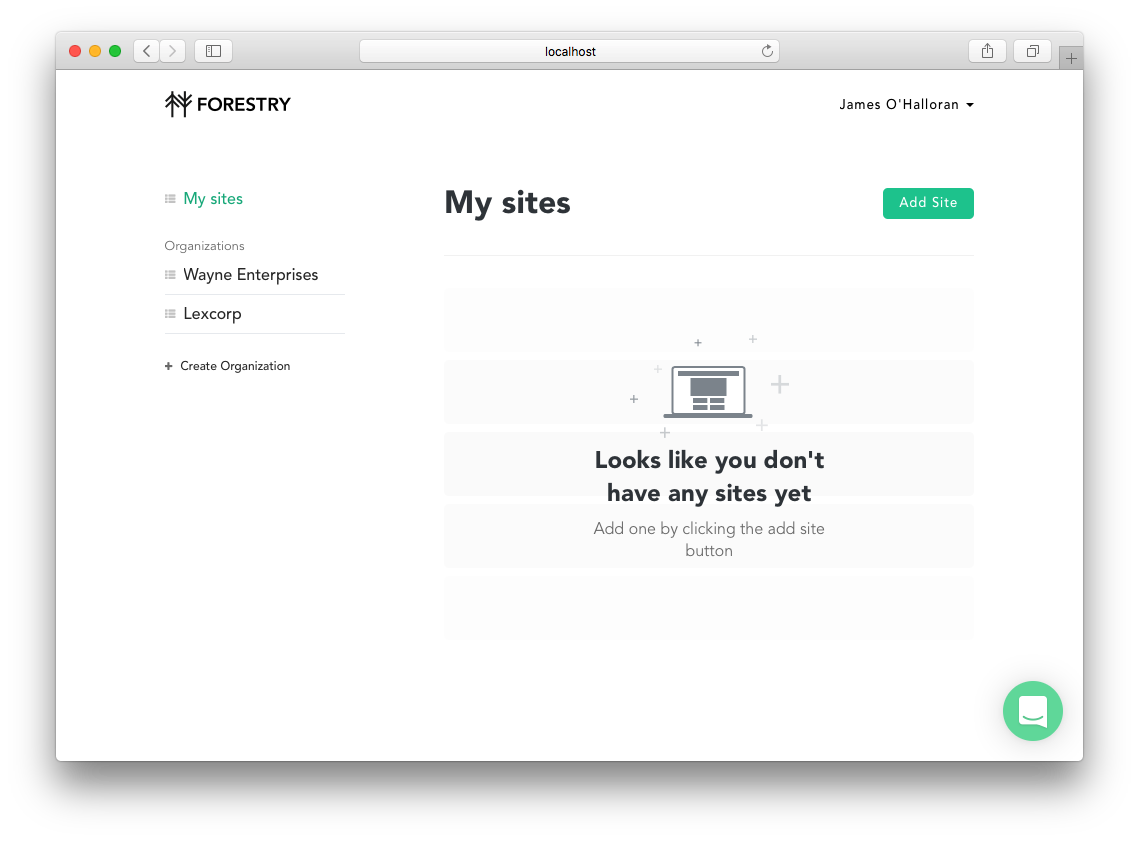 localhost
FORESTRY
James O'Halloran
My sites
Organizations
Wayne Enterprises
Lexcorp
Create Organization
My sites
Add Site
Looks like you don't
have any sites yet
Add one by clicking the add site
button